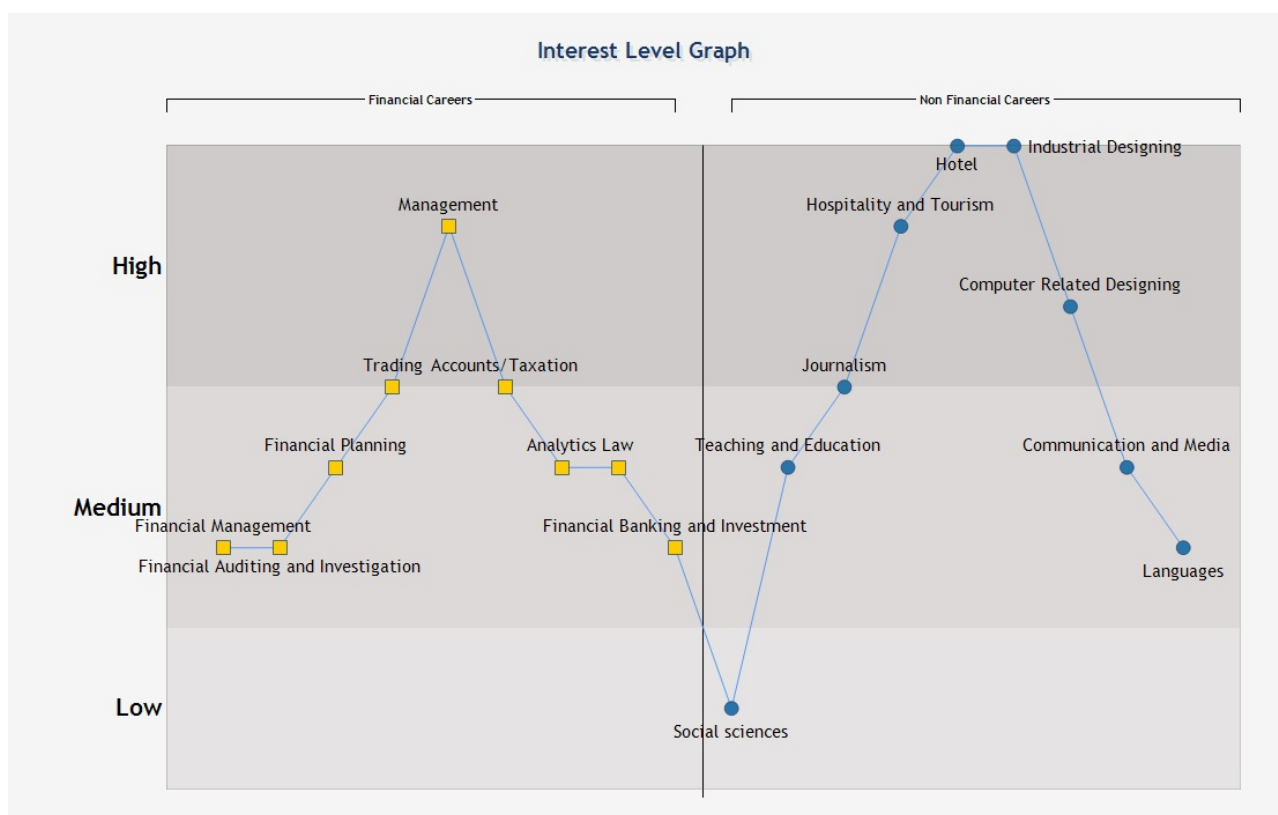 Interest Level Graph
Financial Careers
Non Financial Careers
Industrial Designing
Hotel
Management
Hospitality and Tourism
High
Computer Related Designing
Trading
Accounts/Taxation
Journalism
Financial Planning
Analytics
Law
Teaching and Education
Communication and Media
Medium
Financial Management
Financial Banking and Investment
Financial Auditing and Investigation
Languages
Low
Social sciences